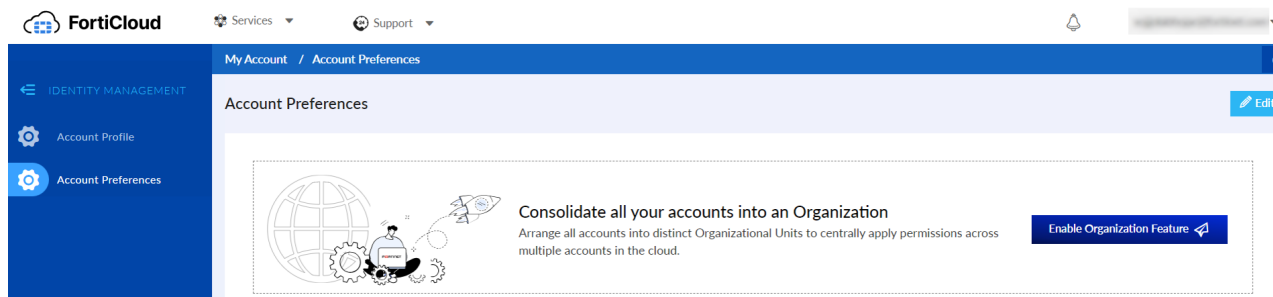 FortiCloud
Services
Support
My Account / Account Preferences
IDENTITY MANAGEMENT
Account Preferences
Edit
Account Profile
Account Preferences
Consolidate all your accounts into an Organization
Arrange all accounts into distinct Organizational Units to centrally apply permissions across
multiple accounts in the cloud.
Enable Organization Feature